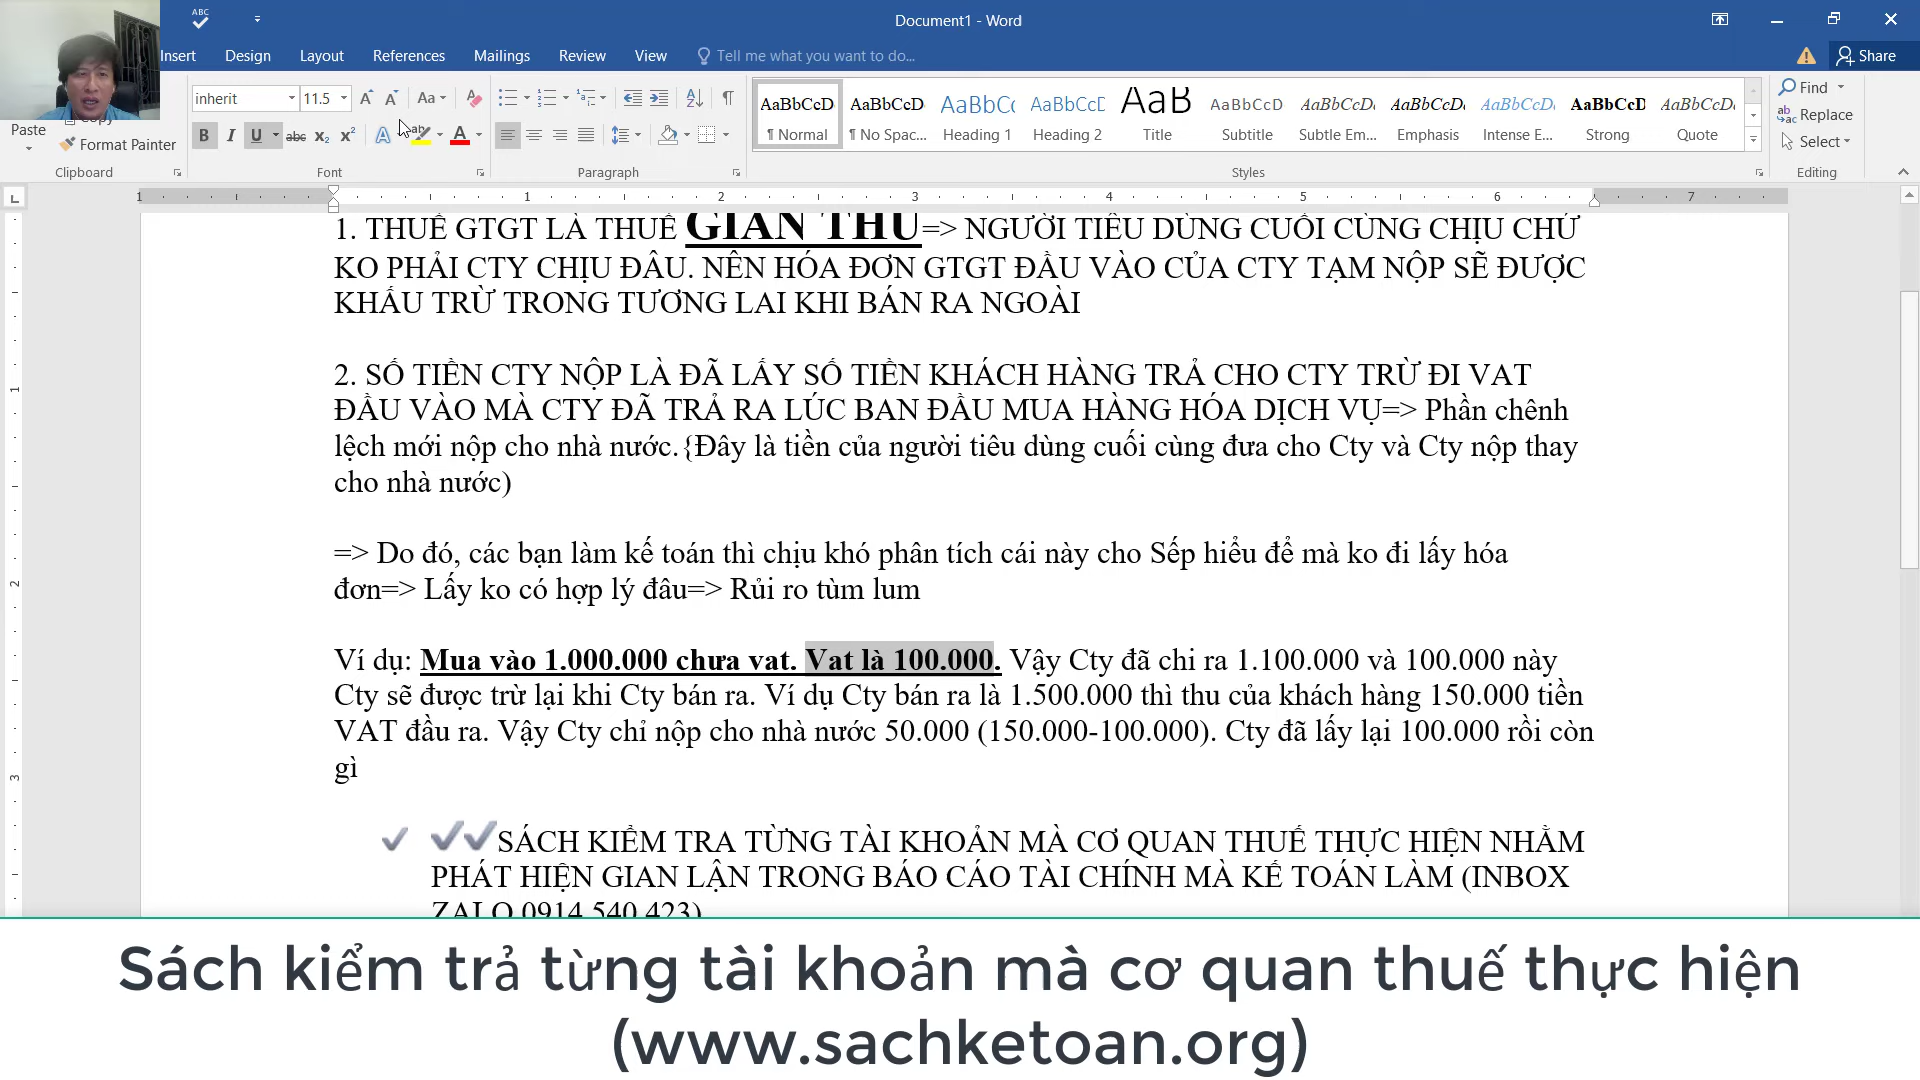 ABC
Document1 - Word
Insert Design Layout References Mailings Review View Tell me what you want to do... Share
Paste
Copy
Format Painter
Clipboard
inherit 11.5
Font
Paragraph
AaBbCcD AaBbCcD AaBbC AaBbCcD AaB AaBbCcD AaBbCcD AaBbCcD AaBbCcD AaBbCcD AaBbCcD
¶ Normal ¶ No Spac... Heading 1 Heading 2 Title Subtitle Subtle Em... Emphasis Intense E... Strong Quote
Styles
Find
Replace
Select
Editing
1 1 2 3 4 5 6 7
1. THUẾ GTGT LÀ THUẾ GIÁN THU=> NGƯỜI TIÊU DÙNG CUỐI CÙNG CHỊU CHỨ
KO PHẢI CTY CHỊU ĐÂU. NÊN HÓA ĐƠN GTGT ĐẦU VÀO CỦA CTY TẠM NỘP SẼ ĐƯỢC
KHẤU TRỪ TRONG TƯƠNG LAI KHI BÁN RA NGOÀI
2. SỐ TIỀN CTY NỘP LÀ ĐÃ LẤY SỐ TIỀN KHÁCH HÀNG TRẢ CHO CTY TRỪ ĐI VAT
ĐẦU VÀO MÀ CTY ĐÃ TRẢ RA LÚC BAN ĐẦU MUA HÀNG HÓA DỊCH VỤ=> Phần chênh
lệch mới nộp cho nhà nước.{Đây là tiền của người tiêu dùng cuối cùng đưa cho Cty và Cty nộp thay
cho nhà nước)
=> Do đó, các bạn làm kế toán thì chịu khó phân tích cái này cho Sếp hiểu để mà ko đi lấy hóa
đơn=> Lấy ko có hợp lý đâu=> Rủi ro tùm lum
Ví dụ: Mua vào 1.000.000 chưa vat. Vat là 100.000. Vậy Cty đã chi ra 1.100.000 và 100.000 này
Cty sẽ được trừ lại khi Cty bán ra. Ví dụ Cty bán ra là 1.500.000 thì thu của khách hàng 150.000 tiền
VAT đầu ra. Vậy Cty chỉ nộp cho nhà nước 50.000 (150.000-100.000). Cty đã lấy lại 100.000 rồi còn
gì
SÁCH KIỂM TRA TỪNG TÀI KHOẢN MÀ CƠ QUAN THUẾ THỰC HIỆN NHẰM
PHÁT HIỆN GIAN LẬN TRONG BÁO CÁO TÀI CHÍNH MÀ KẾ TOÁN LÀM (INBOX
ZALO 0914.540.423)
Sách kiểm trả từng tài khoản mà cơ quan thuế thực hiện
(www.sachketoan.org)